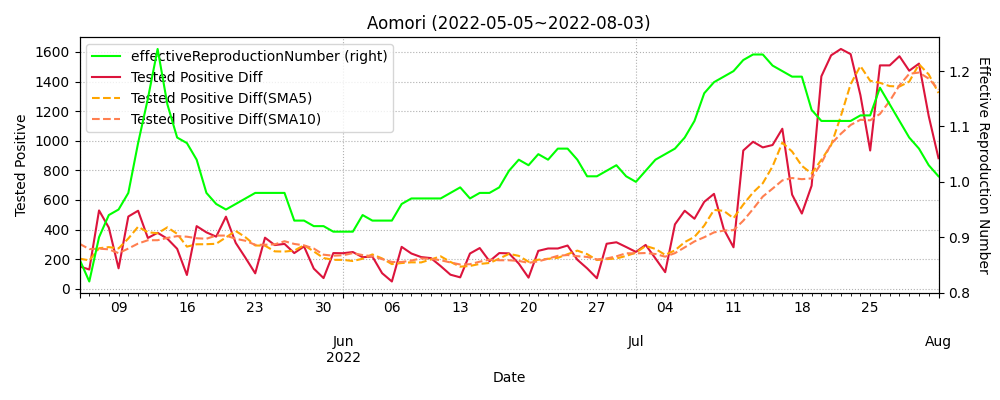 Aomori (2022-05-05~2022-08-03)
effectiveReproductionNumber (right)
Tested Positive Diff
Tested Positive Diff(SMA5)
Tested Positive Diff(SMA10)
Tested Positive
1600
1400
1200
1000
800
600
400
200
0
Effective Reproduction Number
1.2
1.1
1.0
0.9
0.8
09 16 23 30 06 13 20 27 04 11 18 25
Jun Jul Aug
2022
Date